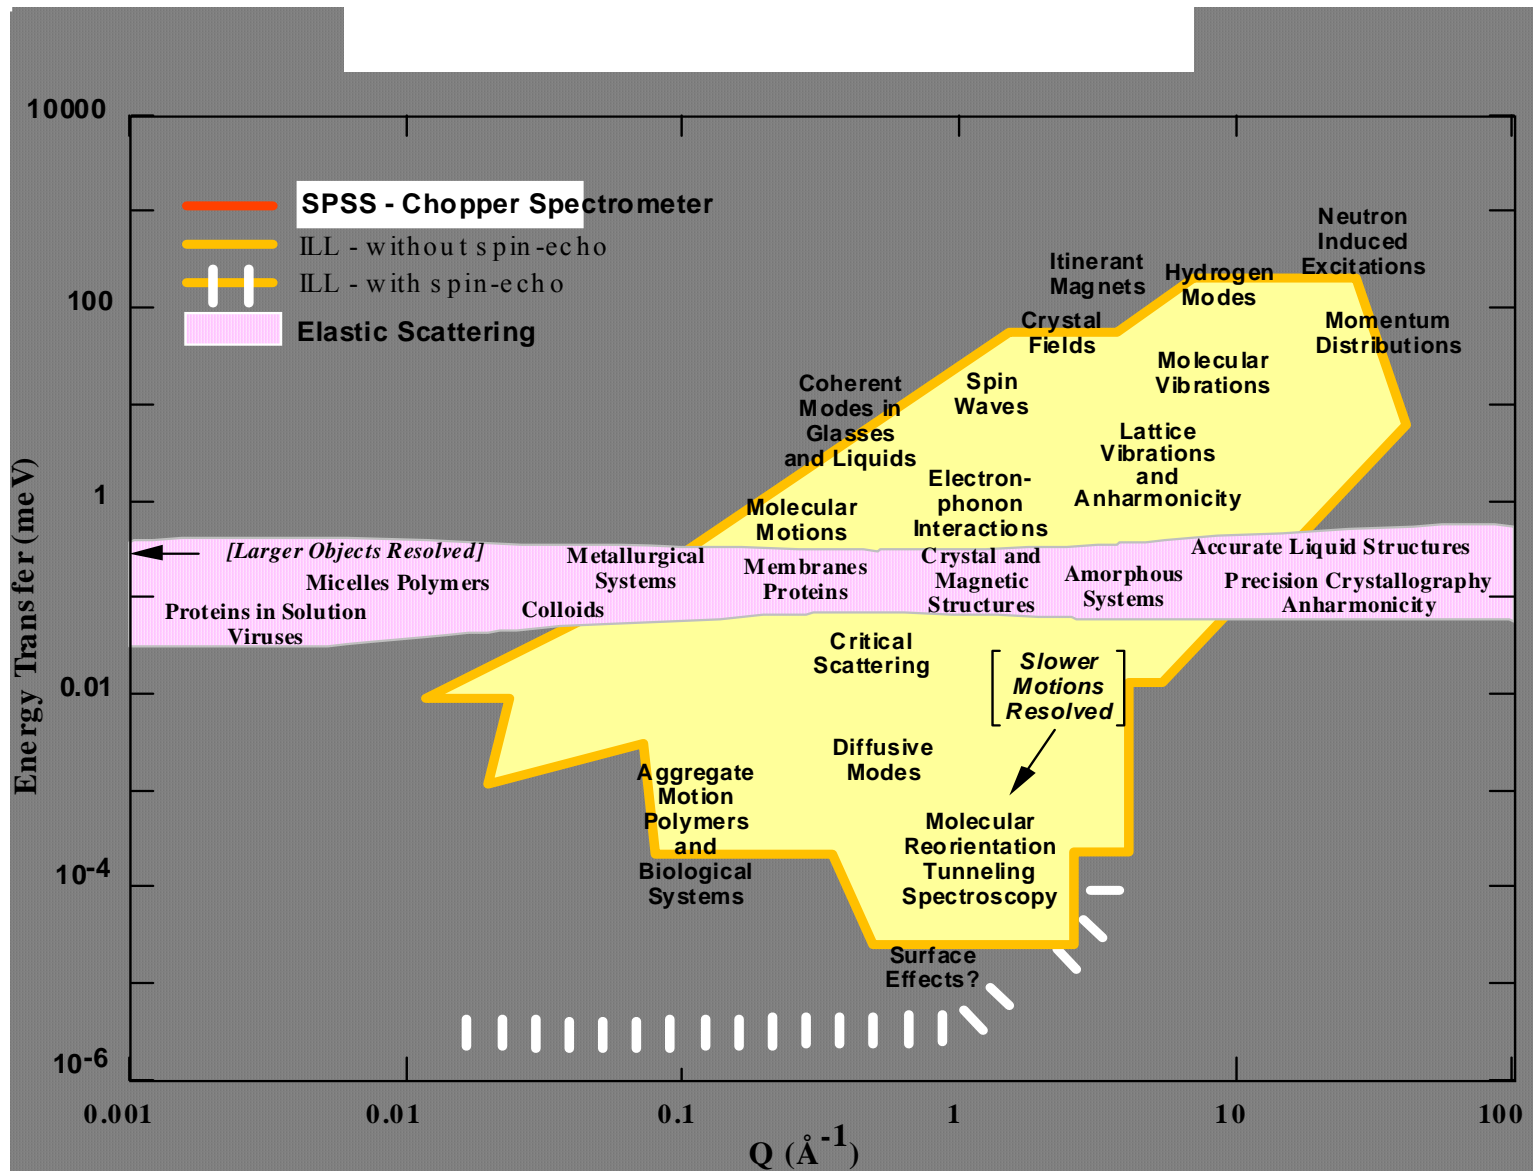 10000
100
1
0.01
10-4
10-6
Energy Transfer (meV)
SPSS - Chopper Spectrometer
ILL - without spin-echo
ILL - with spin-echo
Elastic Scattering
Neutron
Induced
Excitations
Itinerant
Magnets
Hydrogen
Modes
Crystal
Fields
Momentum
Distributions
Molecular
Vibrations
Spin
Waves
Coherent
Modes in
Glasses
and Liquids
Lattice
Vibrations
and
Anharmonicity
Electron-
phonon
Interactions
Molecular
Motions
[Larger Objects Resolved]
Micelles Polymers
Proteins in Solution
Viruses
Metallurgical
Systems
Colloids
Membranes
Proteins
Crystal and
Magnetic
Structures
Amorphous
Systems
Accurate Liquid Structures
Precision Crystallography
Anharmonicity
Critical
Scattering
Slower
Motions
Resolved
Diffusive
Modes
Aggregate
Motion
Polymers
and
Biological
Systems
Molecular
Reorientation
Tunneling
Spectroscopy
Surface
Effects?
0.001
0.01
0.1
1
10
100
Q (Å-1)